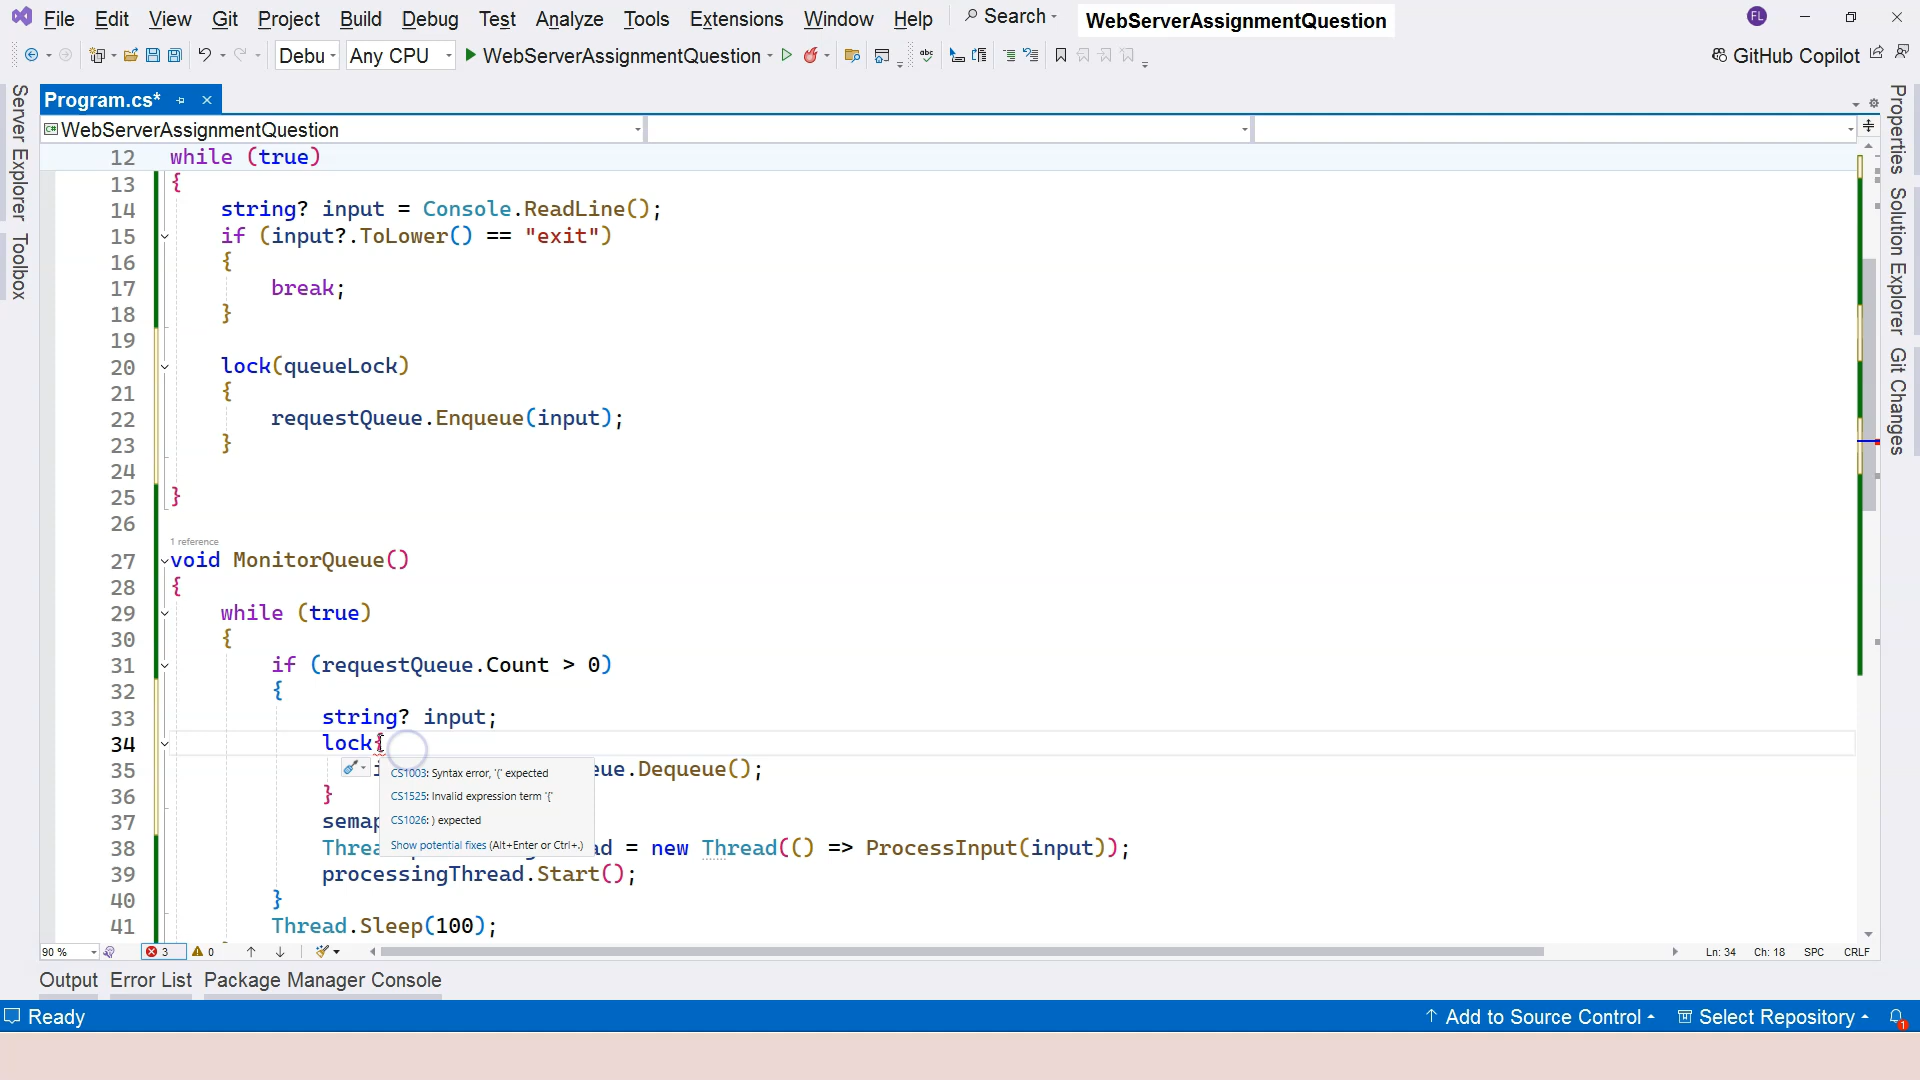 File Edit View Git Project Build Debug Test Analyze Tools Extensions Window Help Search WebServerAssignmentQuestion FL
Debu Any CPU WebServerAssignmentQuestion abc GitHub Copilot
Server Explorer
Toolbox
Program.cs*
C# WebServerAssignmentQuestion
12 while (true)
13 {
14 string? input = Console.ReadLine();
15 if (input?.ToLower() == "exit")
16 {
17 break;
18 }
19
20 lock(queueLock)
21 {
22 requestQueue.Enqueue(input);
23 }
24
25 }
26
1 reference
27 void MonitorQueue()
28 {
29 while (true)
30 {
31 if (requestQueue.Count > 0)
32 {
33 string? input;
34 lock{
35 eue.Dequeue();
36 }
37 semap
38 Threa ad = new Thread(() => ProcessInput(input));
39 processingThread.Start();
40 }
41 Thread.Sleep(100);
CS1003: Syntax error, '(' expected
CS1525: Invalid expression term '{'
CS1026: ) expected
Show potential fixes (Alt+Enter or Ctrl+.)
Properties
Solution Explorer
Git Changes
90 % 3 0 Ln: 34 Ch: 18 SPC CRLF
Output Error List Package Manager Console
Ready Add to Source Control Select Repository 1